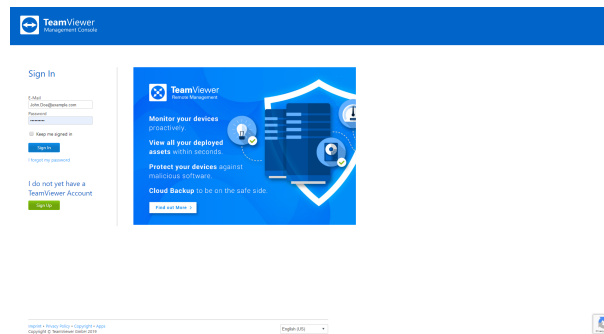 TeamViewer
Management Console
Sign In
E-Mail
John Doe@example.com
Password
Keep me signed in
Sign In
I forgot my password
I do not yet have a
TeamViewer Account
Sign Up
TeamViewer
Remote Management
Monitor your devices
proactively.
View all your deployed
assets within seconds.
Protect your devices against
malicious software.
Cloud Backup to be on the safe side.
Find out More >
Imprint • Privacy Policy • Copyright • Apps
Copyright © TeamViewer GmbH 2019
English (US)